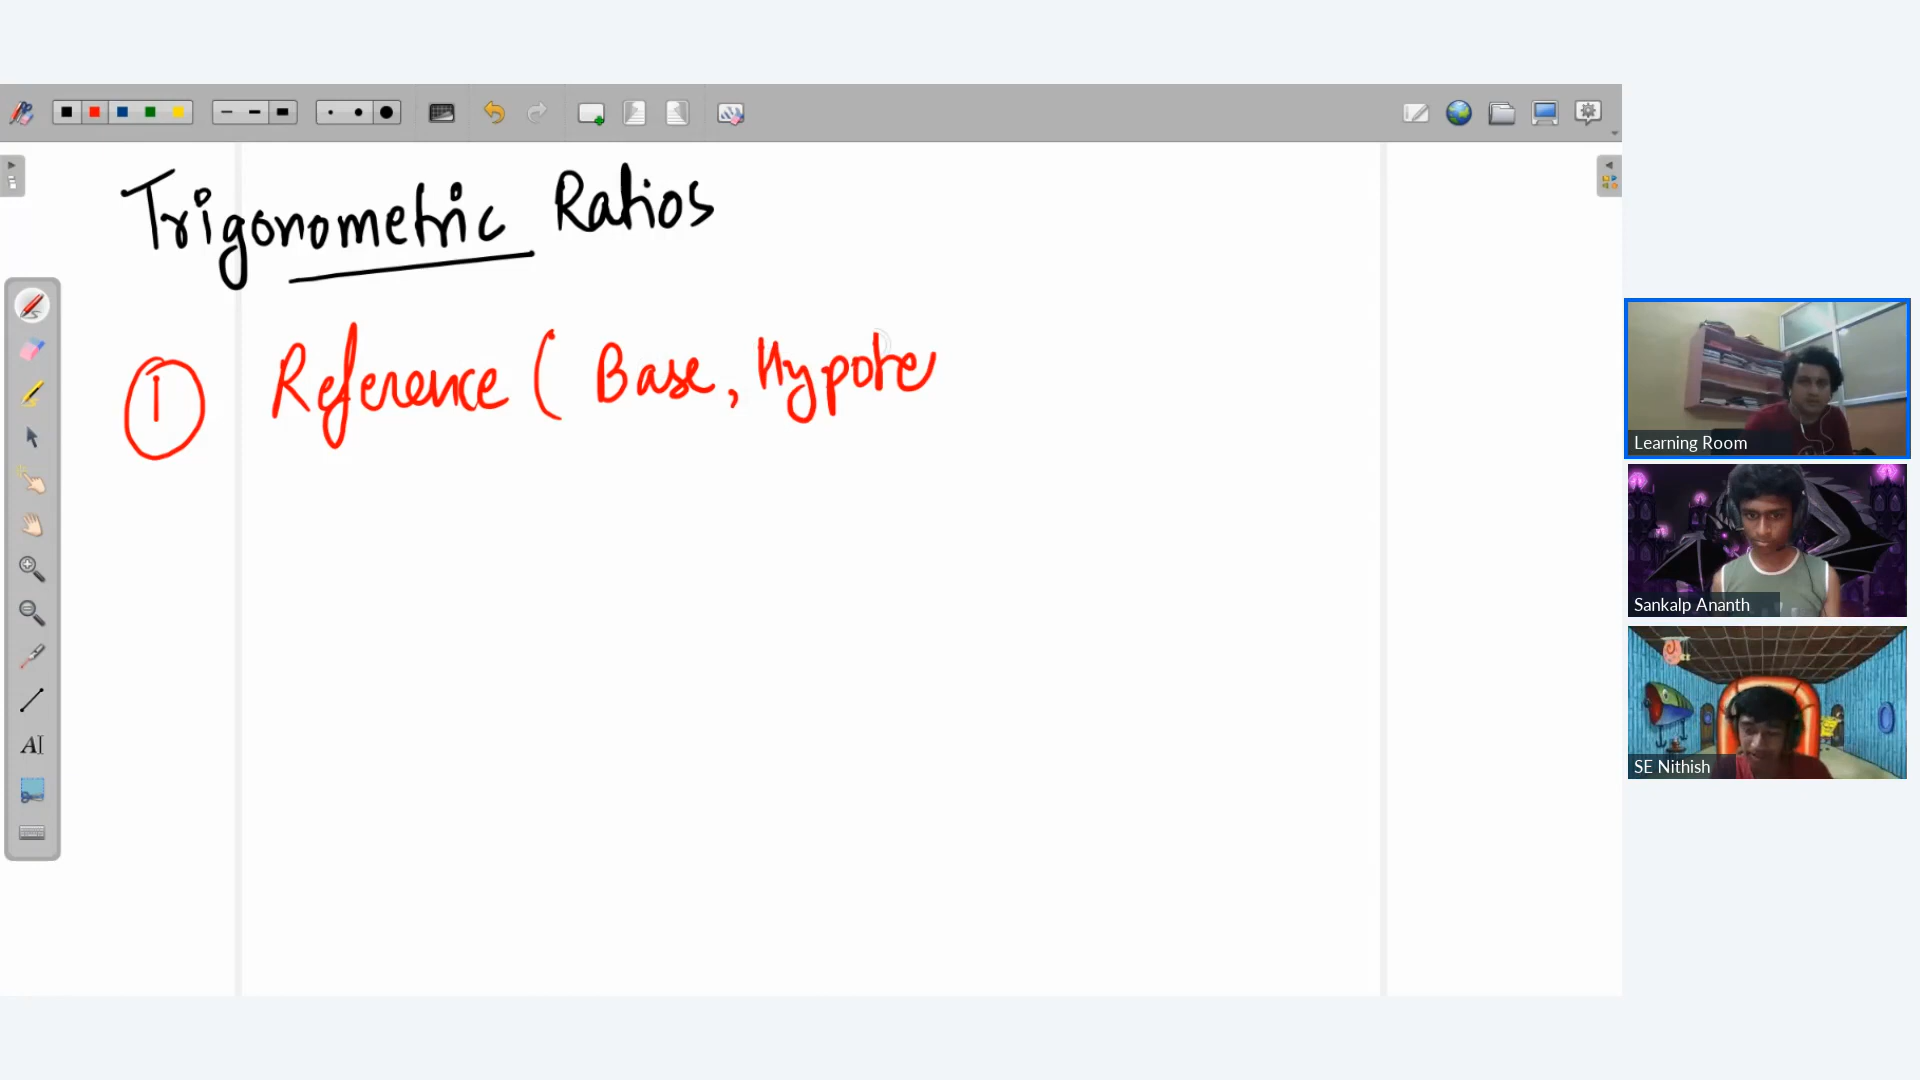 Trigonometric Ratios
① Reference ( Base, Hypote
Learning Room
Sankalp Ananth
SE Nithish